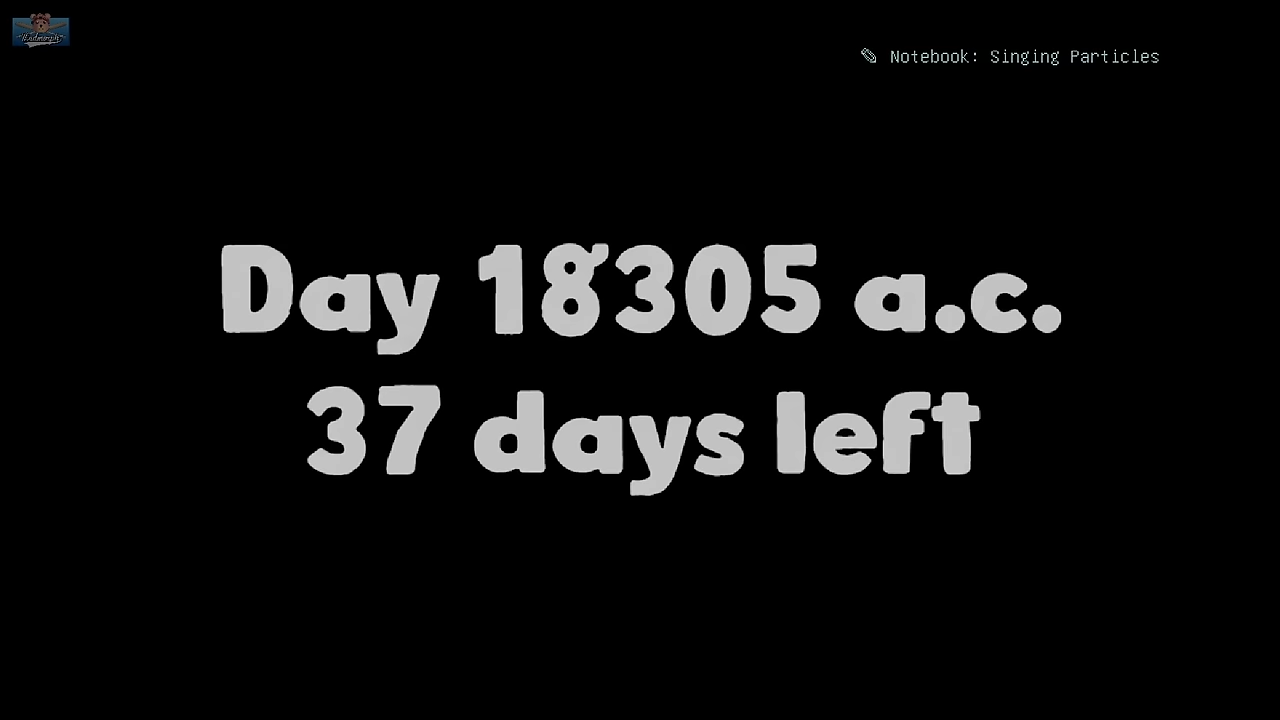 Notebook: Singing Particles
Day 18305 a.c.
37 days left